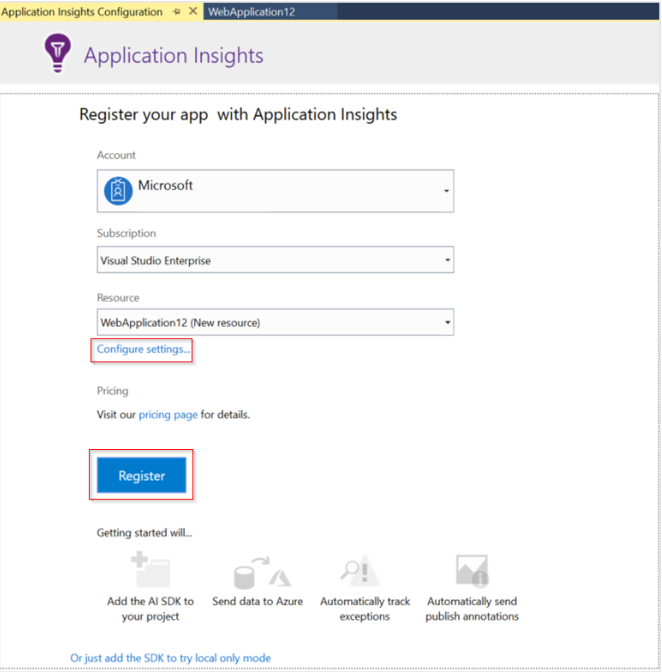 Application Insights Configuration
WebApplication12
Application Insights
Register your app with Application Insights
Account
Microsoft
Subscription
Visual Studio Enterprise
Resource
WebApplication12 (New resource)
Configure settings...
Pricing
Visit our pricing page for details.
Register
Getting started will...
Add the AI SDK to
your project
Send data to Azure
Automatically track
exceptions
Automatically send
publish annotations
Or just add the SDK to try local only mode